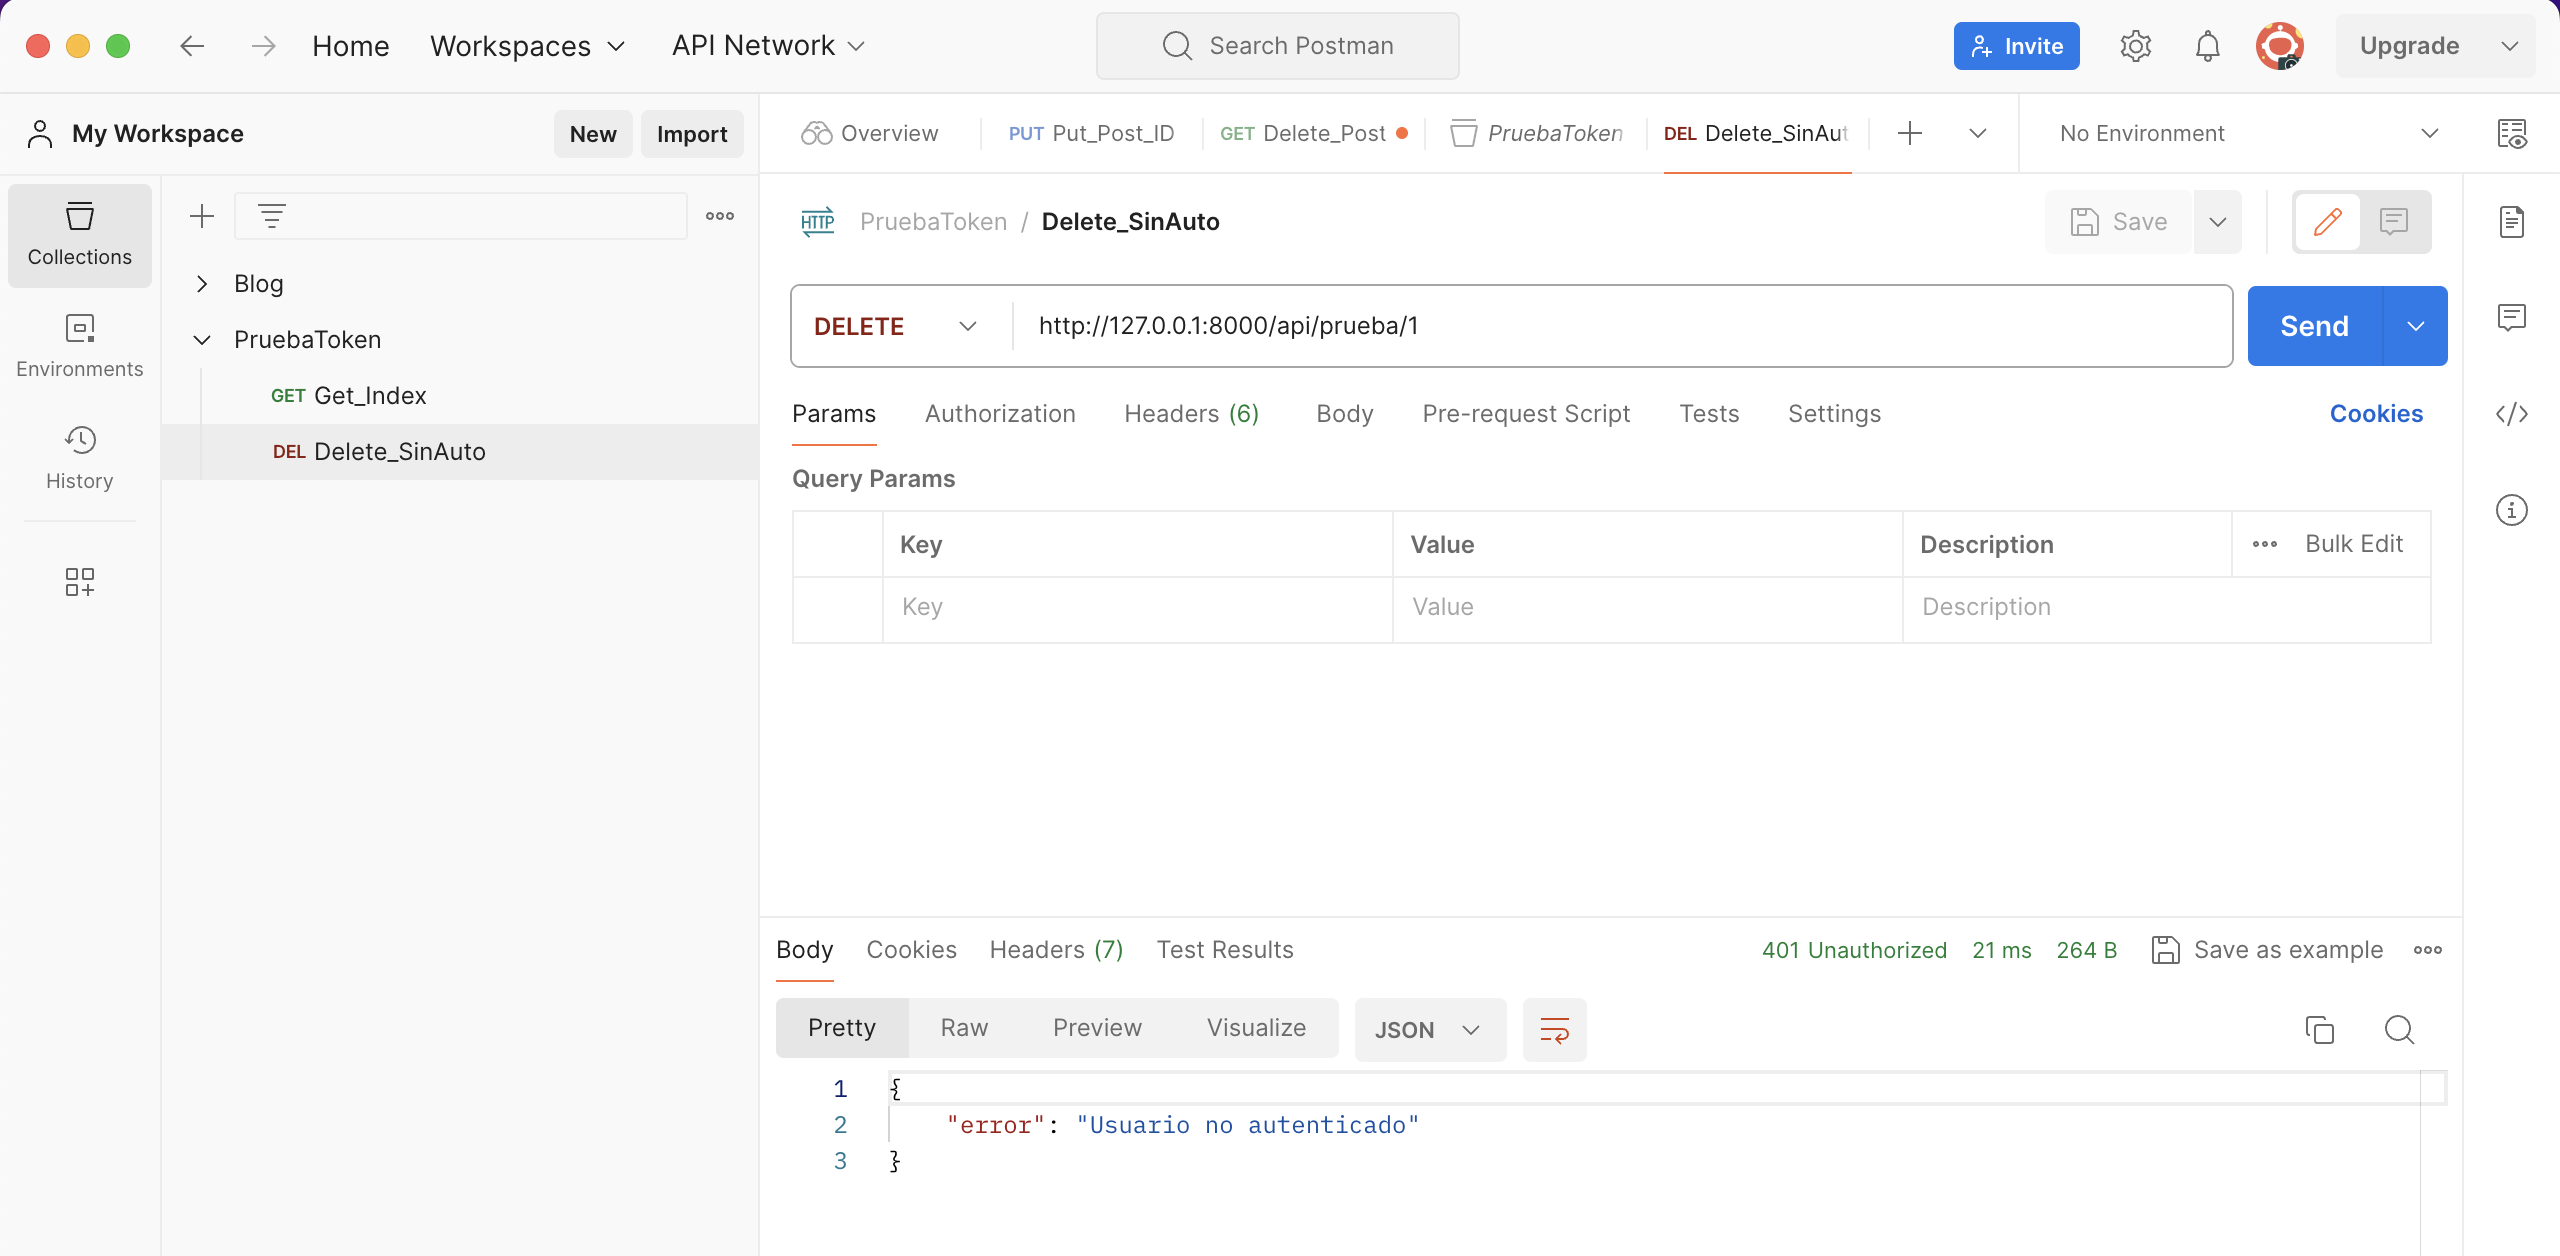 Home
Workspaces
API Network
Search Postman
Invite
Upgrade
My Workspace
New
Import
Overview
PUT Put_Post_ID
GET Delete_Post
PruebaToken
DEL Delete_SinAut
No Environment
Collections
Environments
History
Blog
PruebaToken
GET Get_Index
DEL Delete_SinAuto
HTTP PruebaToken / Delete_SinAuto
Save
DELETE
http://127.0.0.1:8000/api/prueba/1
Send
Params
Authorization
Headers (6)
Body
Pre-request Script
Tests
Settings
Cookies
Query Params
Key
Value
Description
Bulk Edit
Key
Value
Description
Body
Cookies
Headers (7)
Test Results
401 Unauthorized
21 ms
264 B
Save as example
Pretty
Raw
Preview
Visualize
JSON
1 {
2 "error": "Usuario no autenticado"
3 }